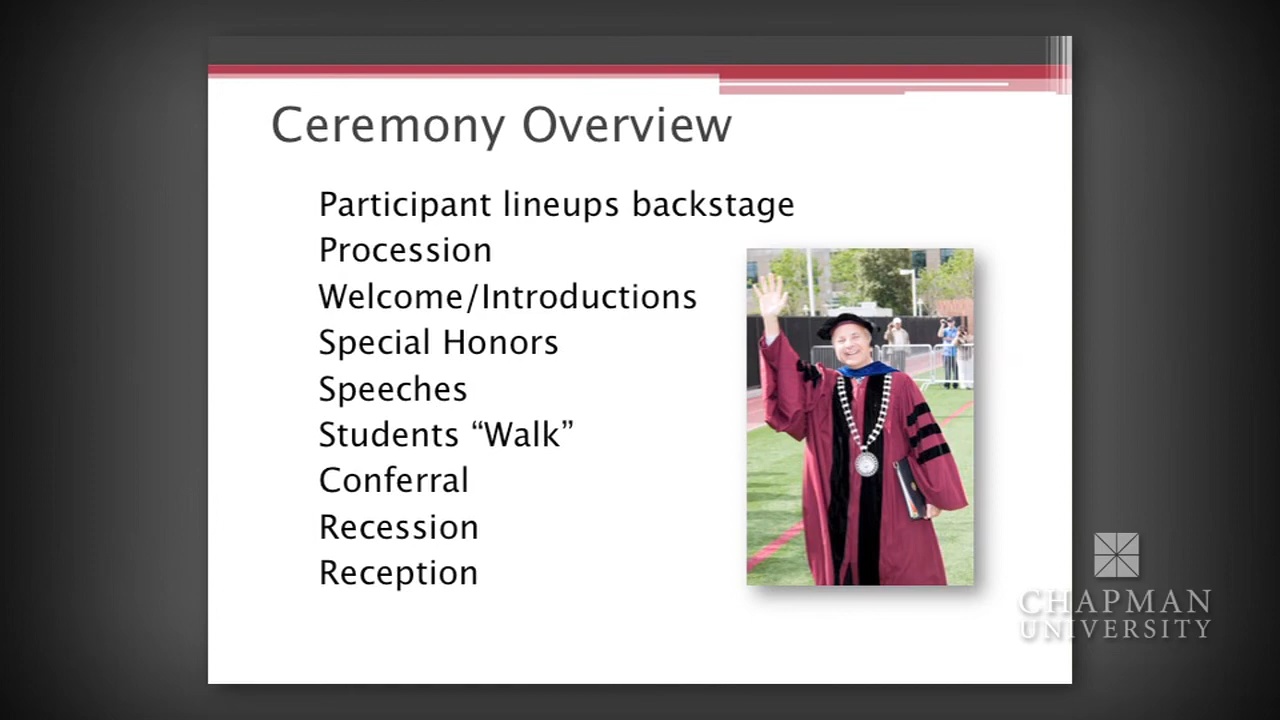 Ceremony Overview
Participant lineups backstage
Procession
Welcome/Introductions
Special Honors
Speeches
Students “Walk”
Conferral
Recession
Reception
CHAPMAN
UNIVERSITY